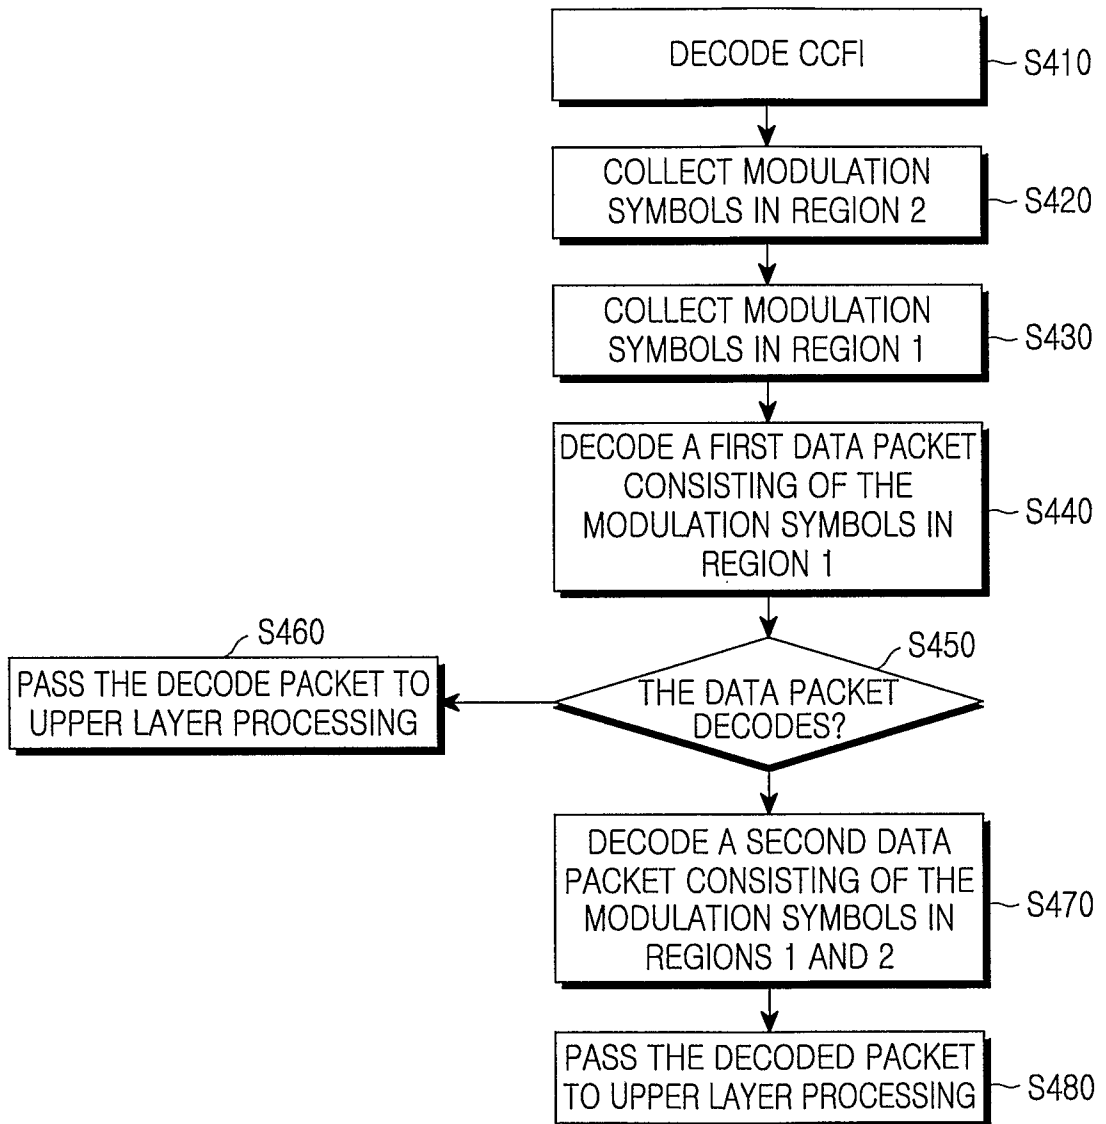 DECODE CCFI
S410
COLLECT MODULATION
SYMBOLS IN REGION 2
S420
COLLECT MODULATION
SYMBOLS IN REGION 1
S430
DECODE A FIRST DATA PACKET
CONSISTING OF THE
MODULATION SYMBOLS IN
REGION 1
S440
S450
THE DATA PACKET
DECODES?
S460
PASS THE DECODE PACKET TO
UPPER LAYER PROCESSING
DECODE A SECOND DATA
PACKET CONSISTING OF THE
MODULATION SYMBOLS IN
REGIONS 1 AND 2
S470
PASS THE DECODED PACKET
TO UPPER LAYER PROCESSING
S480